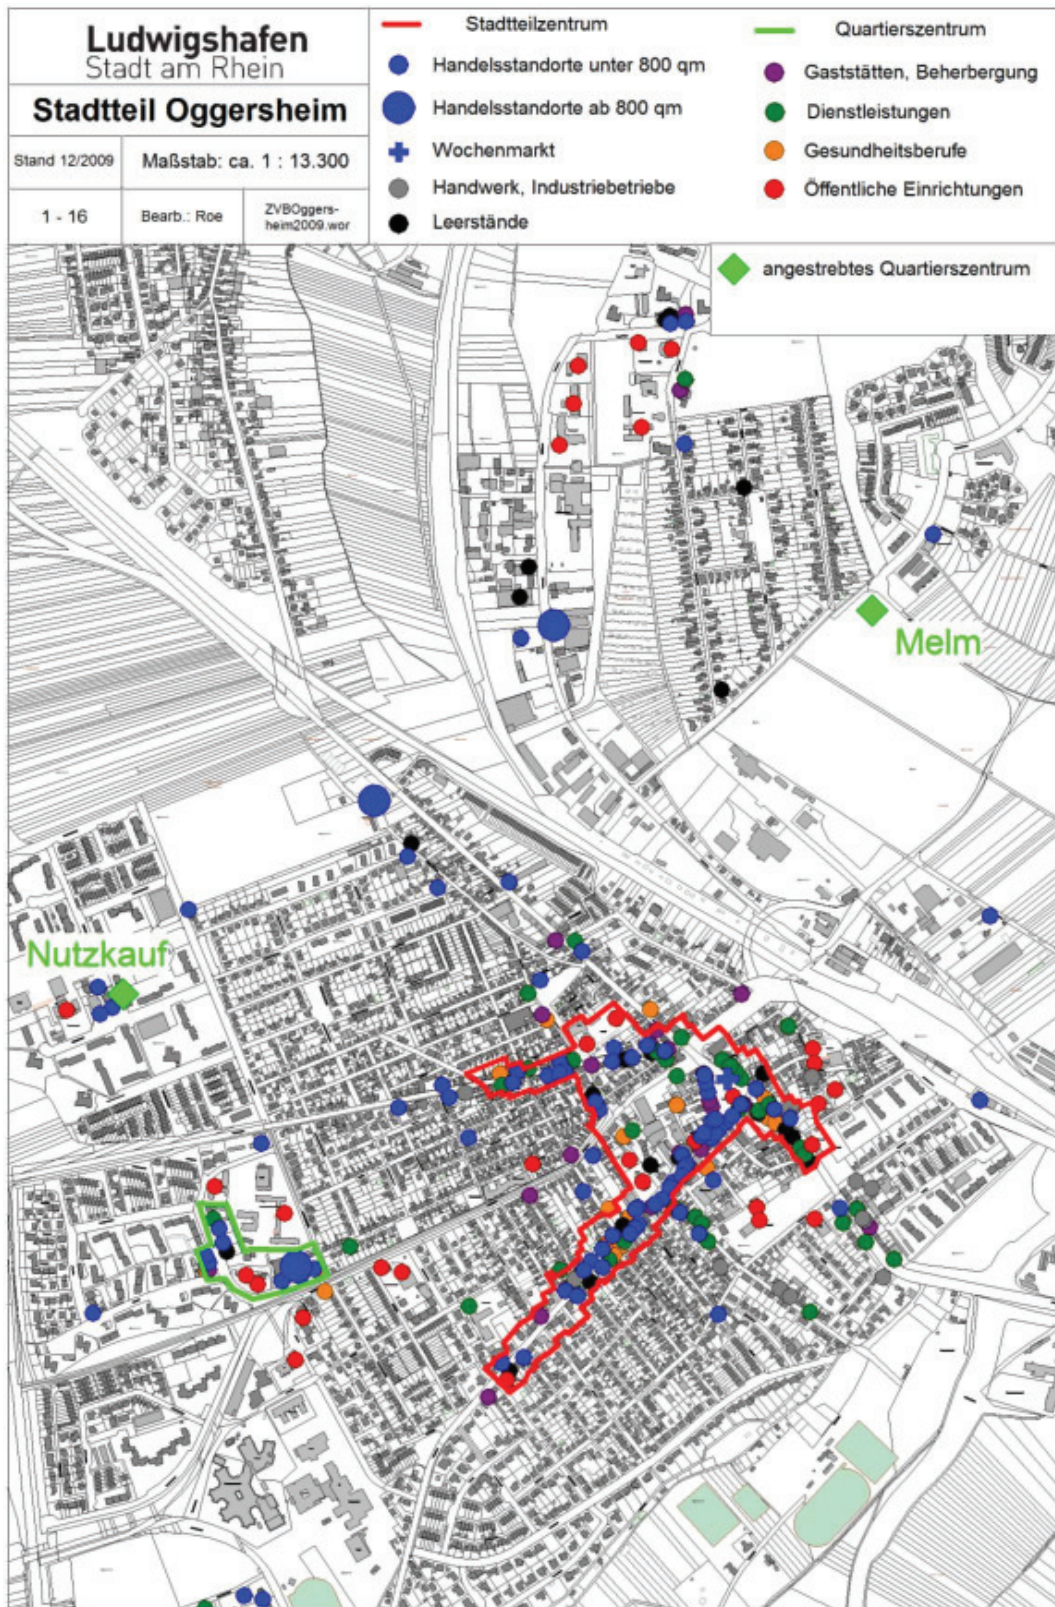 Ludwigshafen
Stadt am Rhein
Stadtteil Oggersheim
Stand 12/2009
Maßstab: ca. 1 : 13.300
1 - 16
Bearb.: Roe
ZVBOggers-
heim2009.wor
Stadtteilzentrum
Handelsstandorte unter 800 qm
Handelsstandorte ab 800 qm
Wochenmarkt
Handwerk, Industriebetriebe
Leerstände
Quartierszentrum
Gaststätten, Beherbergung
Dienstleistungen
Gesundheitsberufe
Öffentliche Einrichtungen
angestrebtes Quartierszentrum
Melm
Nutzkauf